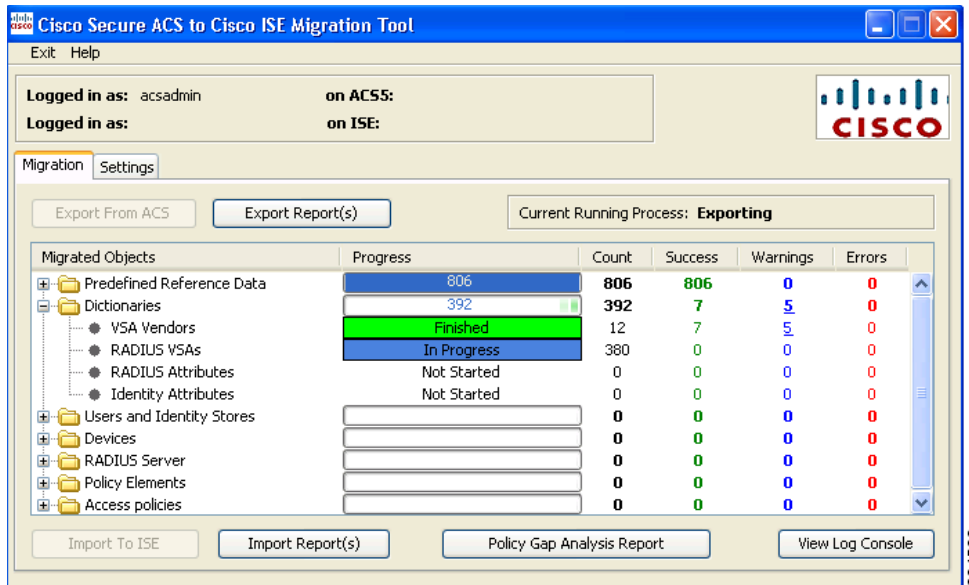 Cisco Secure ACS to Cisco ISE Migration Tool
Exit Help
Logged in as: acsadmin on ACS5:
Logged in as: on ISE:
CISCO
Migration Settings
Export From ACS Export Report(s) Current Running Process: Exporting
Migrated Objects Progress Count Success Warnings Errors
Predefined Reference Data 806 806 806 0 0
Dictionaries 392 392 7 5 0
VSA Vendors Finished 12 7 5 0
RADIUS VSAs In Progress 380 0 0 0
RADIUS Attributes Not Started 0 0 0 0
Identity Attributes Not Started 0 0 0 0
Users and Identity Stores 0 0 0 0
Devices 0 0 0 0
RADIUS Server 0 0 0 0
Policy Elements 0 0 0 0
Access policies 0 0 0 0
Import To ISE Import Report(s) Policy Gap Analysis Report View Log Console